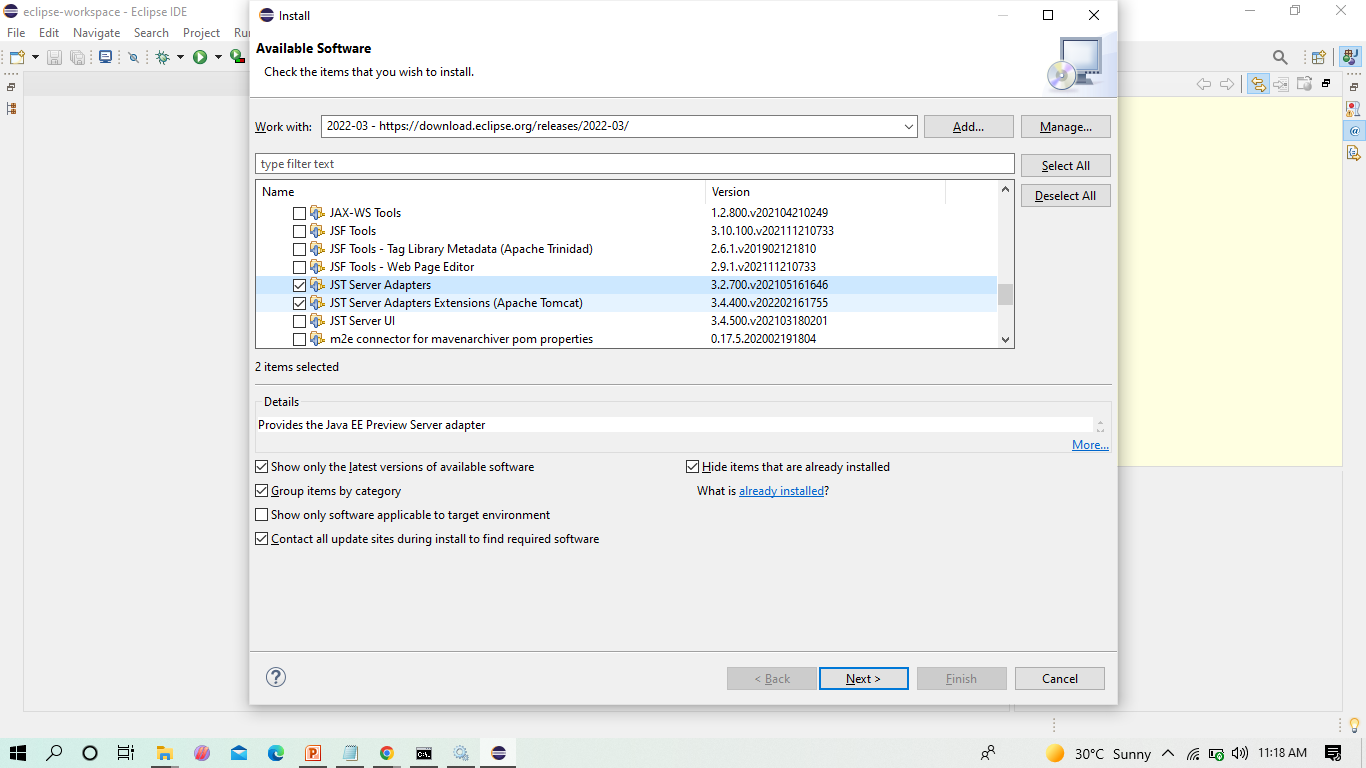 eclipse-workspace - Eclipse IDE
File Edit Navigate Search Project Ru
Install
Available Software
Check the items that you wish to install.
Work with: 2022-03 - https://download.eclipse.org/releases/2022-03/ Add... Manage...
type filter text Select All
Deselect All
Name Version
JAX-WS Tools 1.2.800.v202104210249
JSF Tools 3.10.100.v202111210733
JSF Tools - Tag Library Metadata (Apache Trinidad) 2.6.1.v201902121810
JSF Tools - Web Page Editor 2.9.1.v202111210733
JST Server Adapters 3.2.700.v202105161646
JST Server Adapters Extensions (Apache Tomcat) 3.4.400.v202202161755
JST Server UI 3.4.500.v202103180201
m2e connector for mavenarchiver pom properties 0.17.5.202002191804
2 items selected
Details
Provides the Java EE Preview Server adapter
More...
Show only the latest versions of available software Hide items that are already installed
Group items by category What is already installed?
Show only software applicable to target environment
Contact all update sites during install to find required software
< Back Next > Finish Cancel
30°C Sunny 11:18 AM